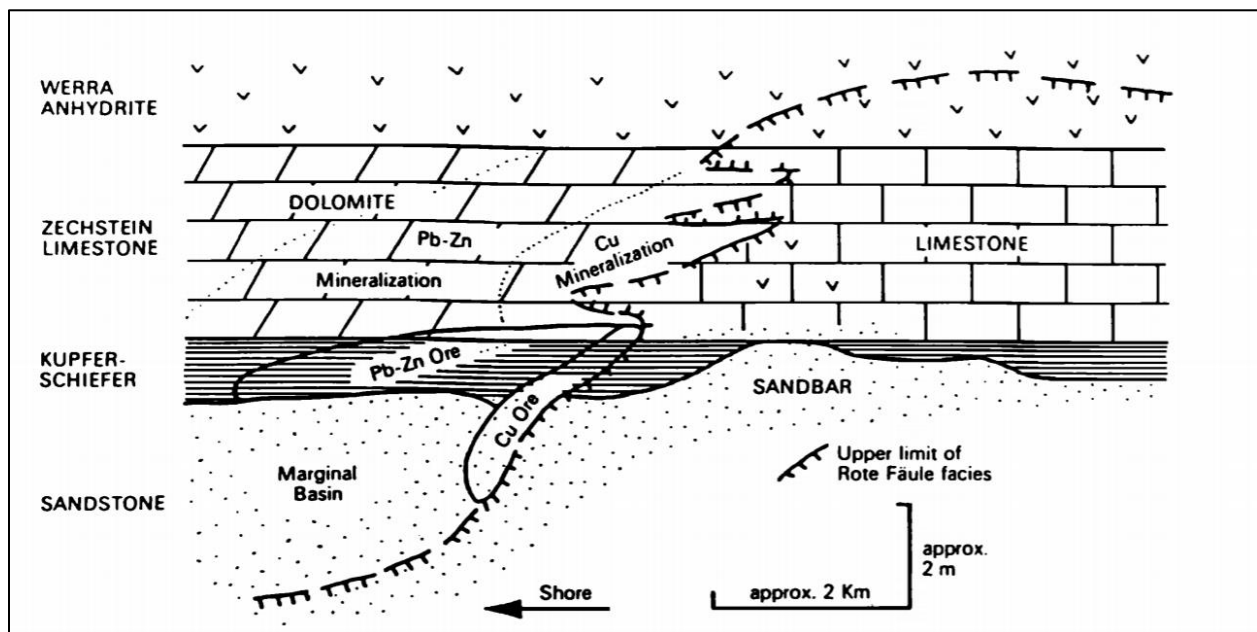 WERRA
ANHYDRITE
DOLOMITE
ZECHSTEIN
LIMESTONE
Pb-Zn
Mineralization
Cu
Mineralization
LIMESTONE
KUPFER-
SCHIEFER
Pb-Zn Ore
Cu Ore
SANDBAR
Marginal
Basin
SANDSTONE
Upper limit of
Rote Fäule facies
approx.
2 m
Shore
approx. 2 Km